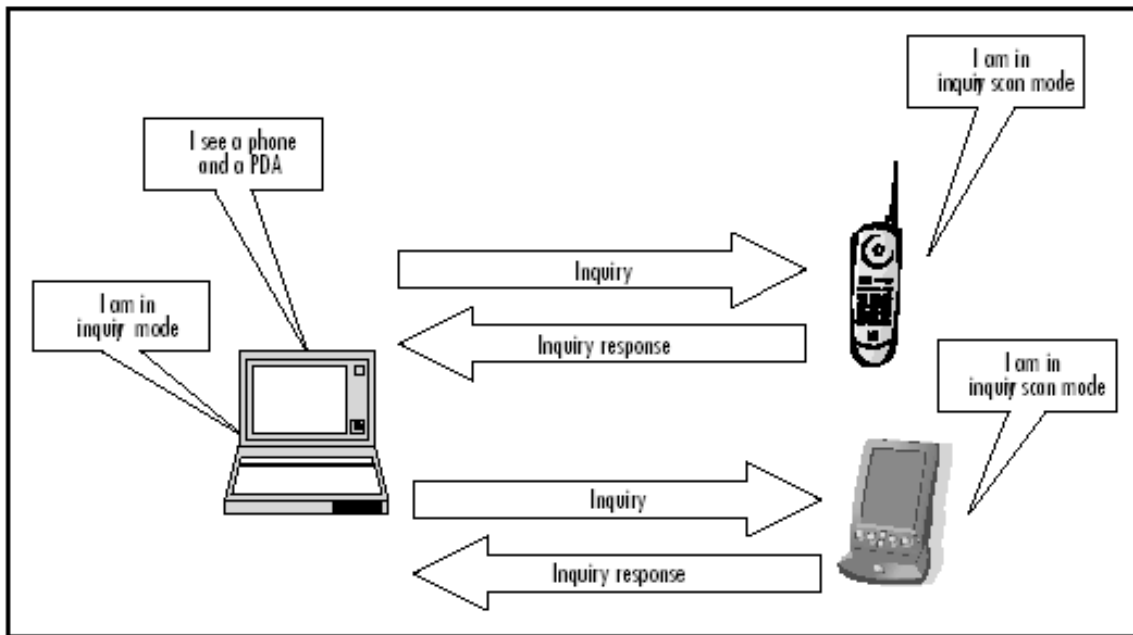 I am in
inquiry scan mode
I see a phone
and a PDA
Inquiry
I am in
inquiry mode
Inquiry response
I am in
inquiry scan mode
Inquiry
Inquiry response